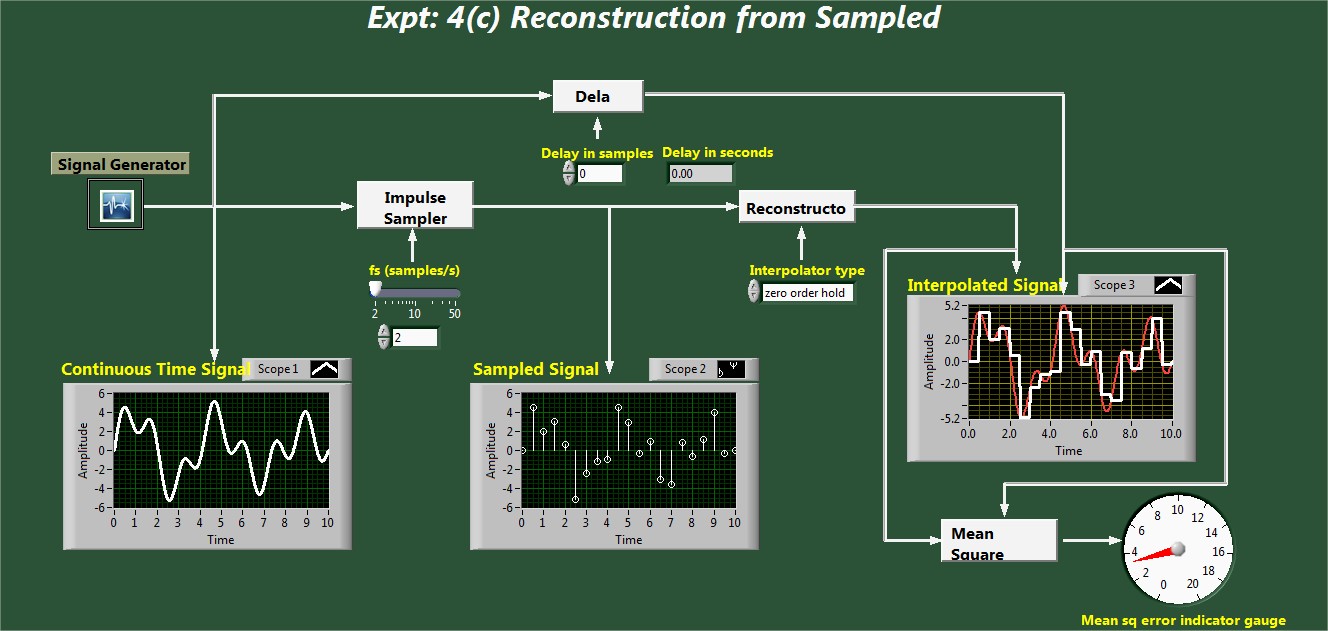 Expt: 4(c) Reconstruction from Sampled
Dela
Signal Generator
Delay in samples
0
Delay in seconds
0.00
Impulse
Sampler
Reconstructo
fs (samples/s)
2 10 50
2
Interpolator type
zero order hold
Continuous Time Signal
Scope 1
Amplitude
6
4
2
0
-2
-4
-6
0 1 2 3 4 5 6 7 8 9 10
Time
Sampled Signal
Scope 2
Amplitude
6
4
2
0
-2
-4
-6
0 1 2 3 4 5 6 7 8 9 10
Time
Interpolated Signal
Scope 3
Amplitude
5.2
2.0
0.0
-2.0
-5.2
0.0 2.0 4.0 6.0 8.0 10.0
Time
Mean
Square
0 2 4 6 8 10 12 14 16 18 20
Mean sq error indicator gauge